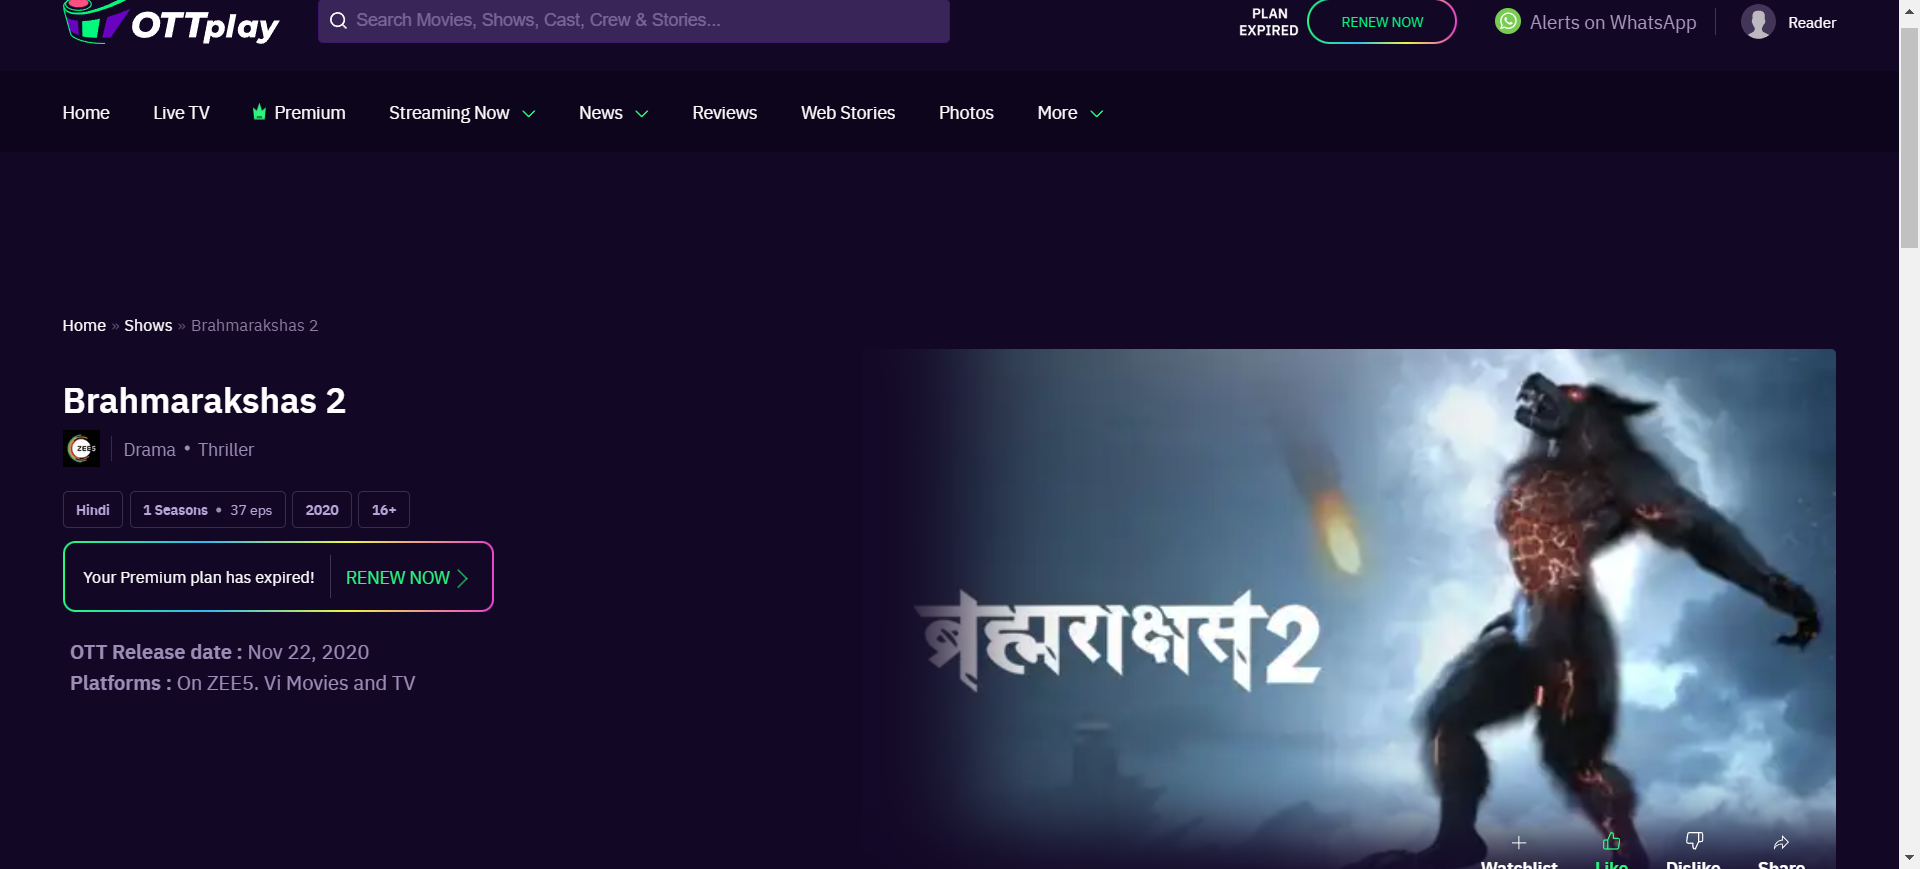 OTTplay
Search Movies, Shows, Cast, Crew & Stories...
PLAN
EXPIRED
RENEW NOW
Alerts on WhatsApp
Reader
Home
Live TV
Premium
Streaming Now
News
Reviews
Web Stories
Photos
More
Home » Shows » Brahmarakshas 2
Brahmarakshas 2
ZEE5
Drama • Thriller
Hindi
1 Seasons • 37 eps
2020
16+
Your Premium plan has expired!
RENEW NOW
OTT Release date : Nov 22, 2020
Platforms : On ZEE5. Vi Movies and TV
ब्रह्मराक्षस 2
Watchlist
Like
Dislike
Share